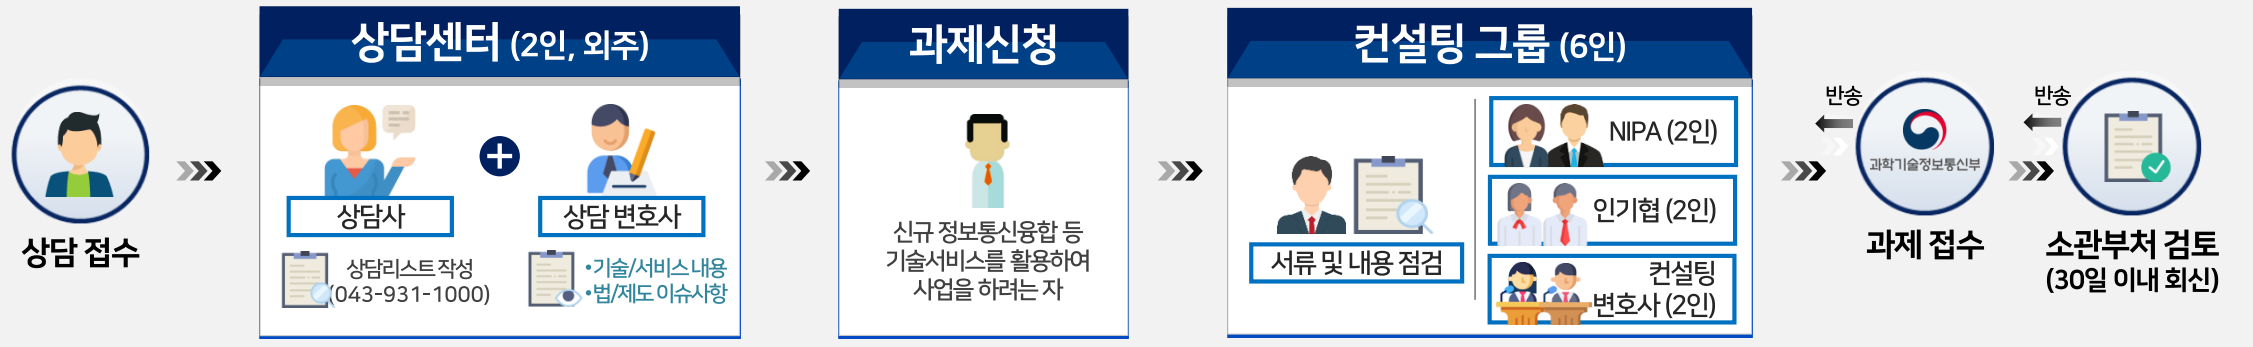 상담 접수
상담센터 (2인, 외주)
상담사
상담 변호사
상담리스트 작성
(043-931-1000)
•기술/서비스 내용
•법/제도 이슈사항
과제신청
신규 정보통신융합 등
기술서비스를 활용하여
사업을 하려는 자
컨설팅 그룹 (6인)
서류 및 내용 점검
NIPA (2인)
인기협 (2인)
컨설팅
변호사 (2인)
반송
과학기술정보통신부
과제 접수
반송
소관부처 검토
(30일 이내 회신)